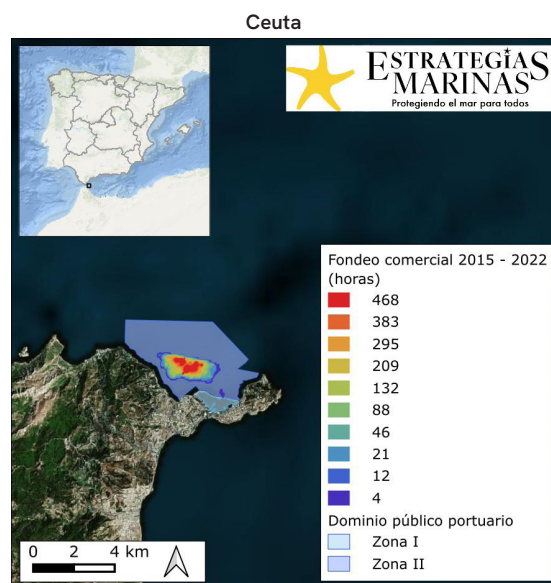 Ceuta
ESTRATEGIAS
MARINAS
Protegiendo el mar para todos
Fondeo comercial 2015 - 2022
(horas)
468
383
295
209
132
88
46
21
12
4
Dominio público portuario
Zona I
Zona II
0 2 4 km